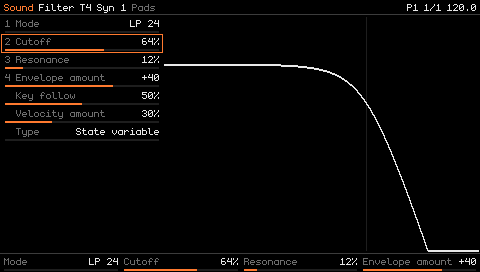 Sound Filter T4 Syn 1 Pads P1 1/1 120.0
1 Mode LP 24
2 Cutoff 64%
3 Resonance 12%
4 Envelope amount +40
Key follow 50%
Velocity amount 30%
Type State variable
Mode LP 24 Cutoff 64% Resonance 12% Envelope amount +40